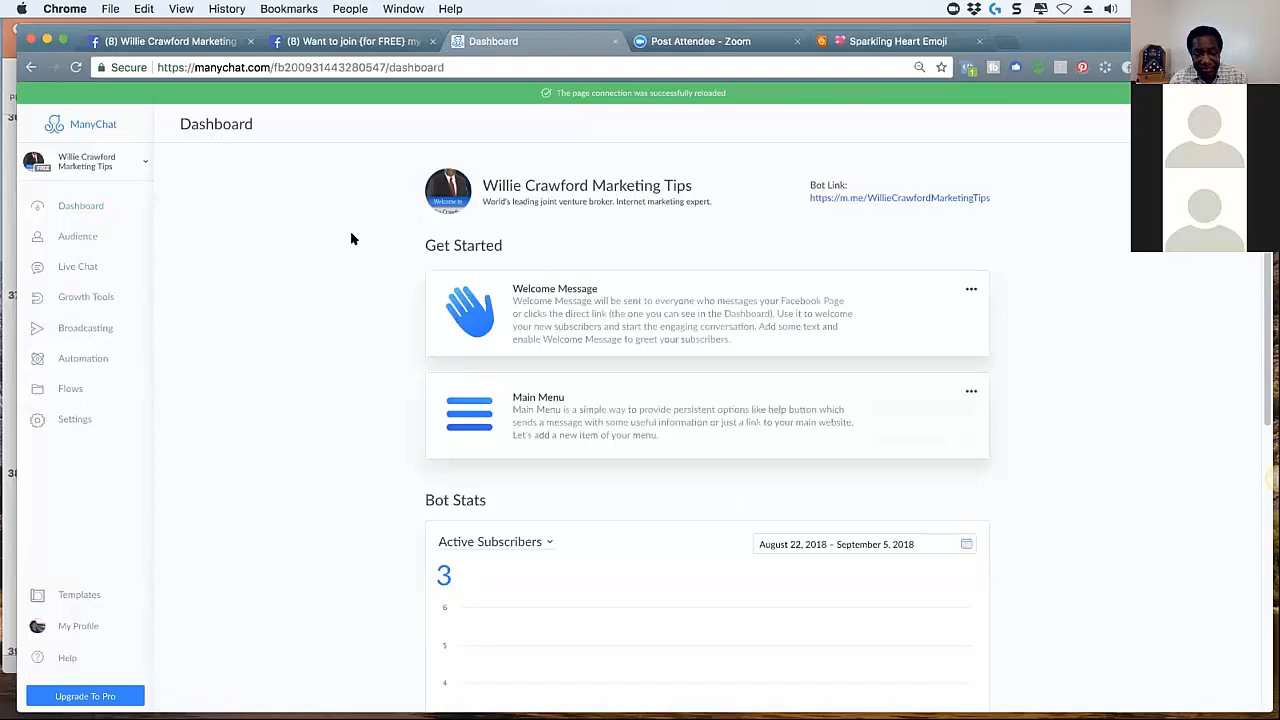 Chrome File Edit View History Bookmarks People Window Help
(8) Willie Crawford Marketing
(8) Want to join {for FREE} my
Dashboard
Post Attendee - Zoom
Sparkling Heart Emoji
Secure https://manychat.com/fb200931443280547/dashboard
The page connection was successfully reloaded
ManyChat
Dashboard
Willie Crawford
Marketing Tips
Willie Crawford Marketing Tips
World's leading joint venture broker. Internet marketing expert.
Bot Link:
https://m.me/WillieCrawfordMarketingTips
Dashboard
Audience
Live Chat
Growth Tools
Broadcasting
Automation
Flows
Settings
Get Started
Welcome Message
Welcome Message will be sent to everyone who messages your Facebook Page
or clicks the direct link (the one you can see in the Dashboard). Use it to welcome
your new subscribers and start the engaging conversation. Add some text and
enable Welcome Message to greet your subscribers.
Main Menu
Main Menu is a simple way to provide persistent options like help button which
sends a message with some useful information or just a link to your main website.
Let's add a new item of your menu.
Bot Stats
Active Subscribers
August 22, 2018 – September 5, 2018
3
6
5
4
Templates
My Profile
Help
Upgrade To Pro